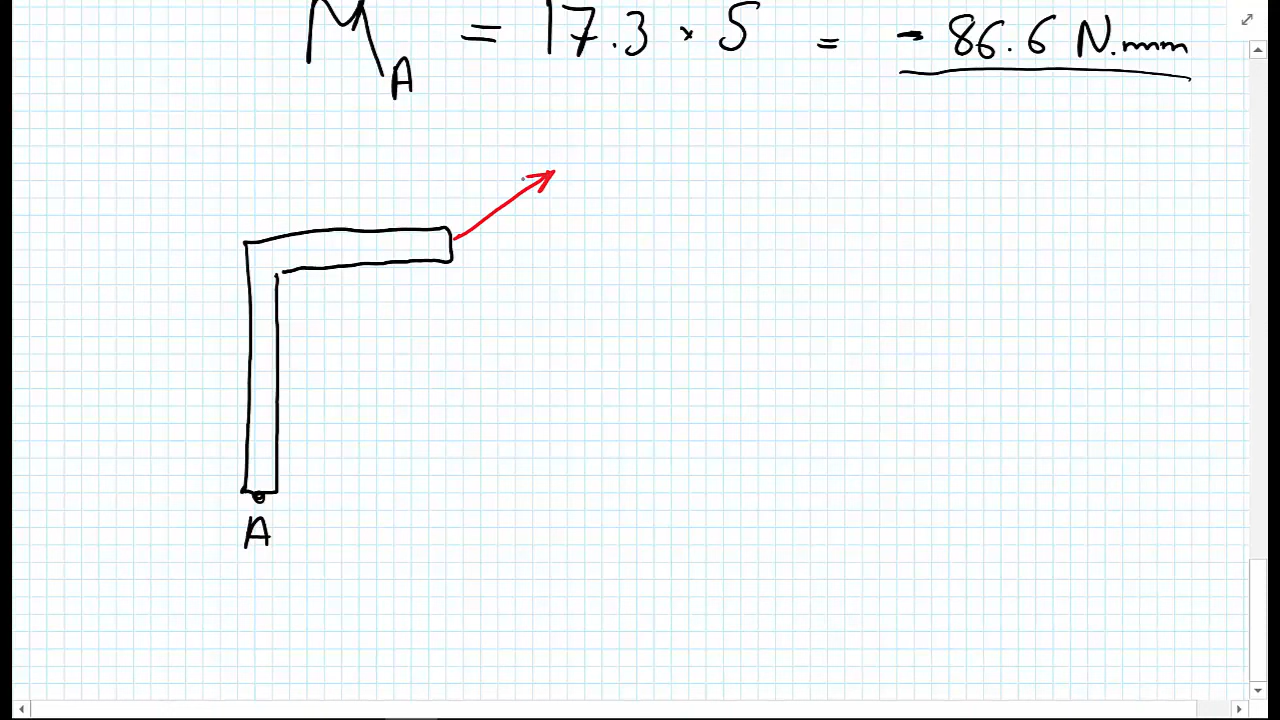 M_A = 17.3 × 5 = - 86.6 N.mm
A